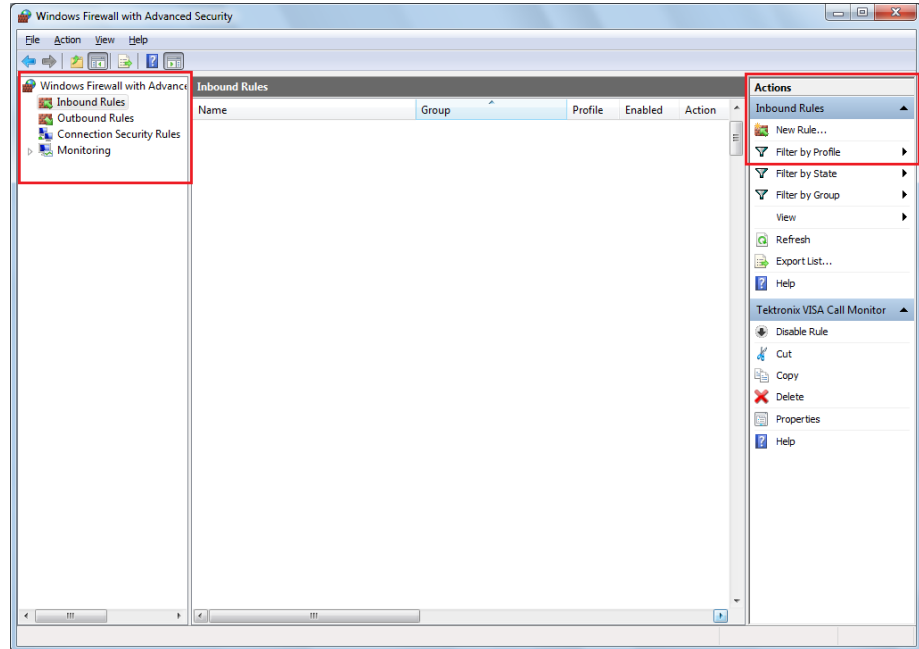 Windows Firewall with Advanced Security
File Action View Help
Windows Firewall with Advance
Inbound Rules
Outbound Rules
Connection Security Rules
Monitoring
Inbound Rules
Name Group Profile Enabled Action
Actions
Inbound Rules
New Rule...
Filter by Profile
Filter by State
Filter by Group
View
Refresh
Export List...
Help
Tektronix VISA Call Monitor
Disable Rule
Cut
Copy
Delete
Properties
Help